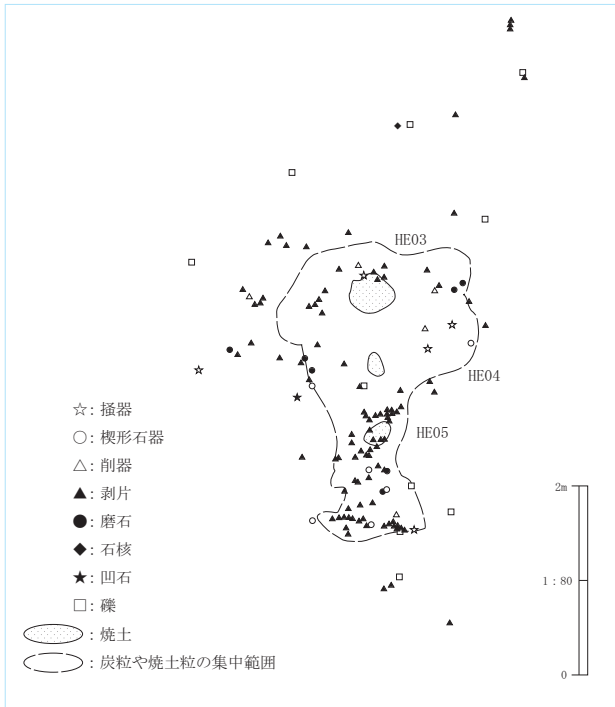 HE03
HE04
HE05
☆：掻器
○：楔形石器
△：削器
▲：剥片
●：磨石
◆：石核
★：凹石
□：礫
：焼土
：炭粒や焼土粒の集中範囲
2m
1：80
0